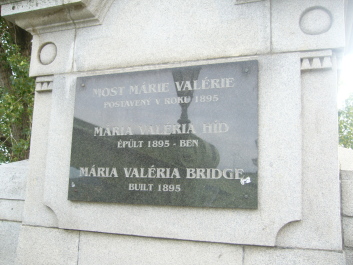 MOST MÁRIE VALÉRIE
POSTAVENÝ V ROKU 1895
MÁRIA VALÉRIA HÍD
ÉPÜLT 1895 - BEN
MÁRIA VALÉRIA BRIDGE
BUILT 1895